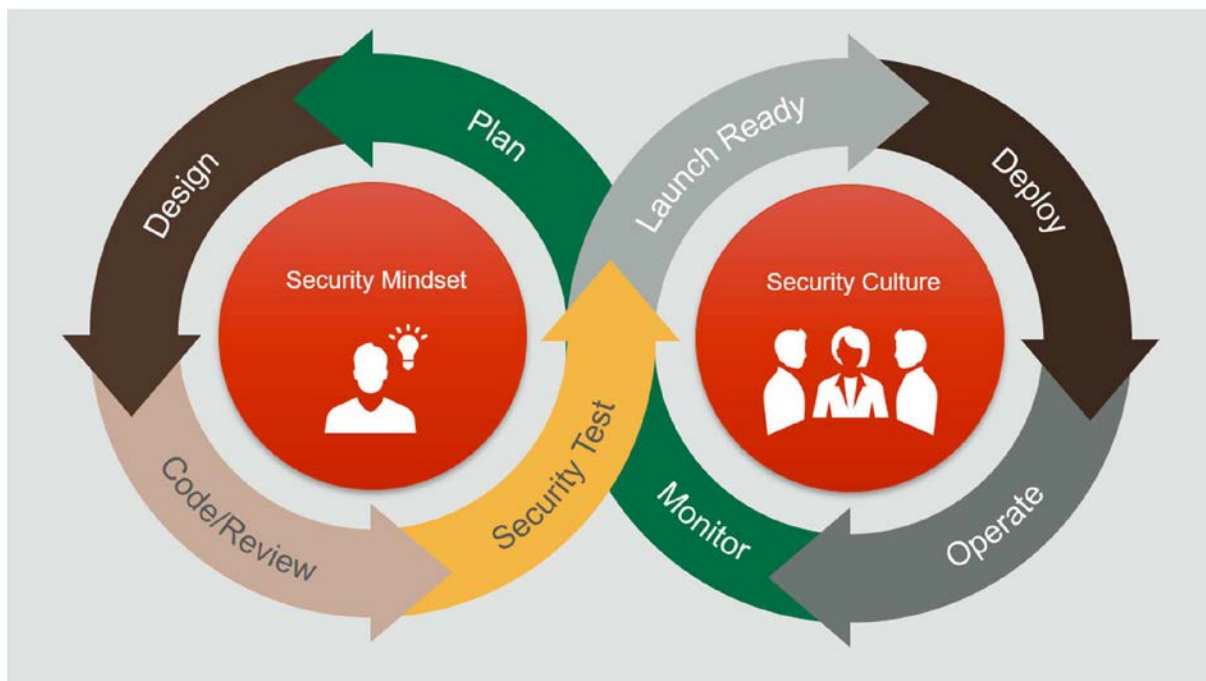 Plan
Design
Code/Review
Security Test
Launch Ready
Deploy
Operate
Monitor
Security Mindset
Security Culture